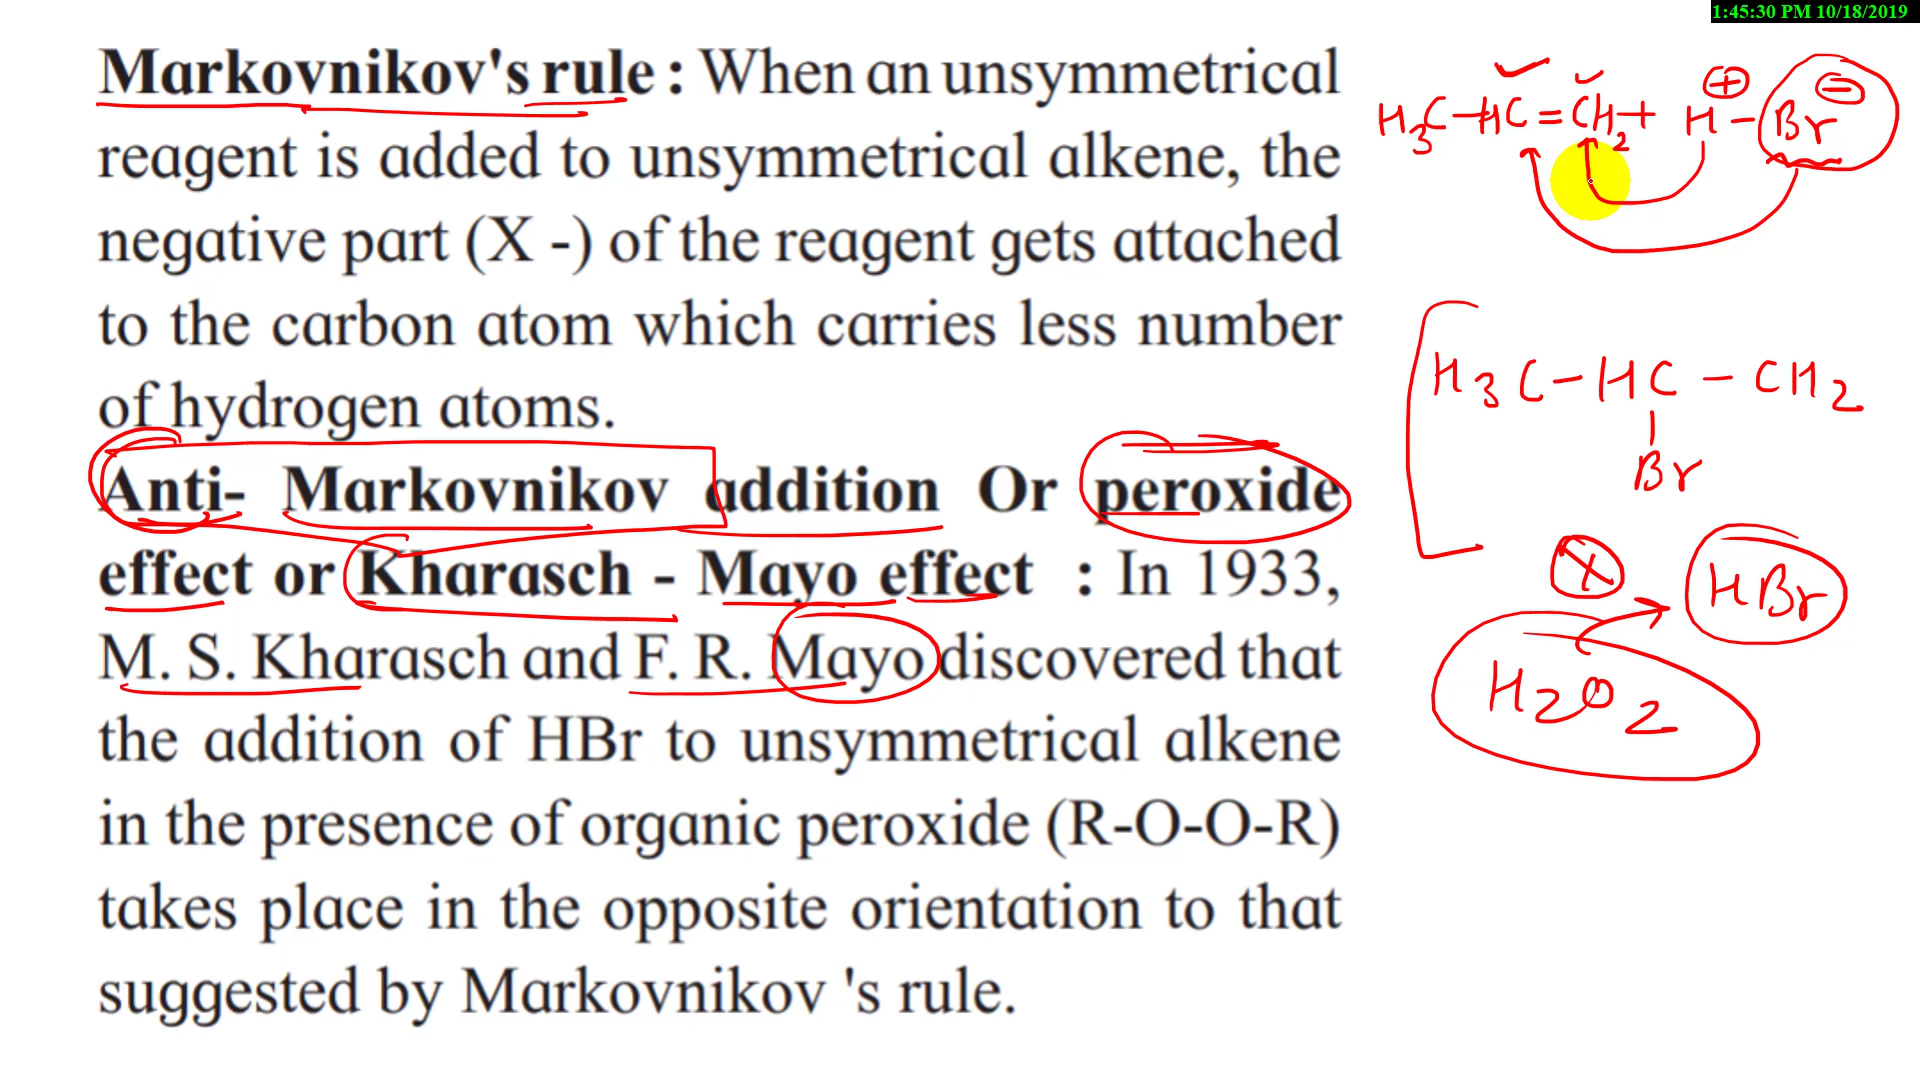 1:45:30 PM 10/18/2019
Markovnikov's rule : When an unsymmetrical
reagent is added to unsymmetrical alkene, the
negative part (X -) of the reagent gets attached
to the carbon atom which carries less number
of hydrogen atoms.
Anti- Markovnikov addition Or peroxide
effect or Kharasch - Mayo effect : In 1933,
M. S. Kharasch and F. R. Mayo discovered that
the addition of HBr to unsymmetrical alkene
in the presence of organic peroxide (R-O-O-R)
takes place in the opposite orientation to that
suggested by Markovnikov 's rule.
⊕ ⊖
H3C-HC=CH2+ H-Br
H3C-HC-CH2
|
Br
X
HBr
H2O2